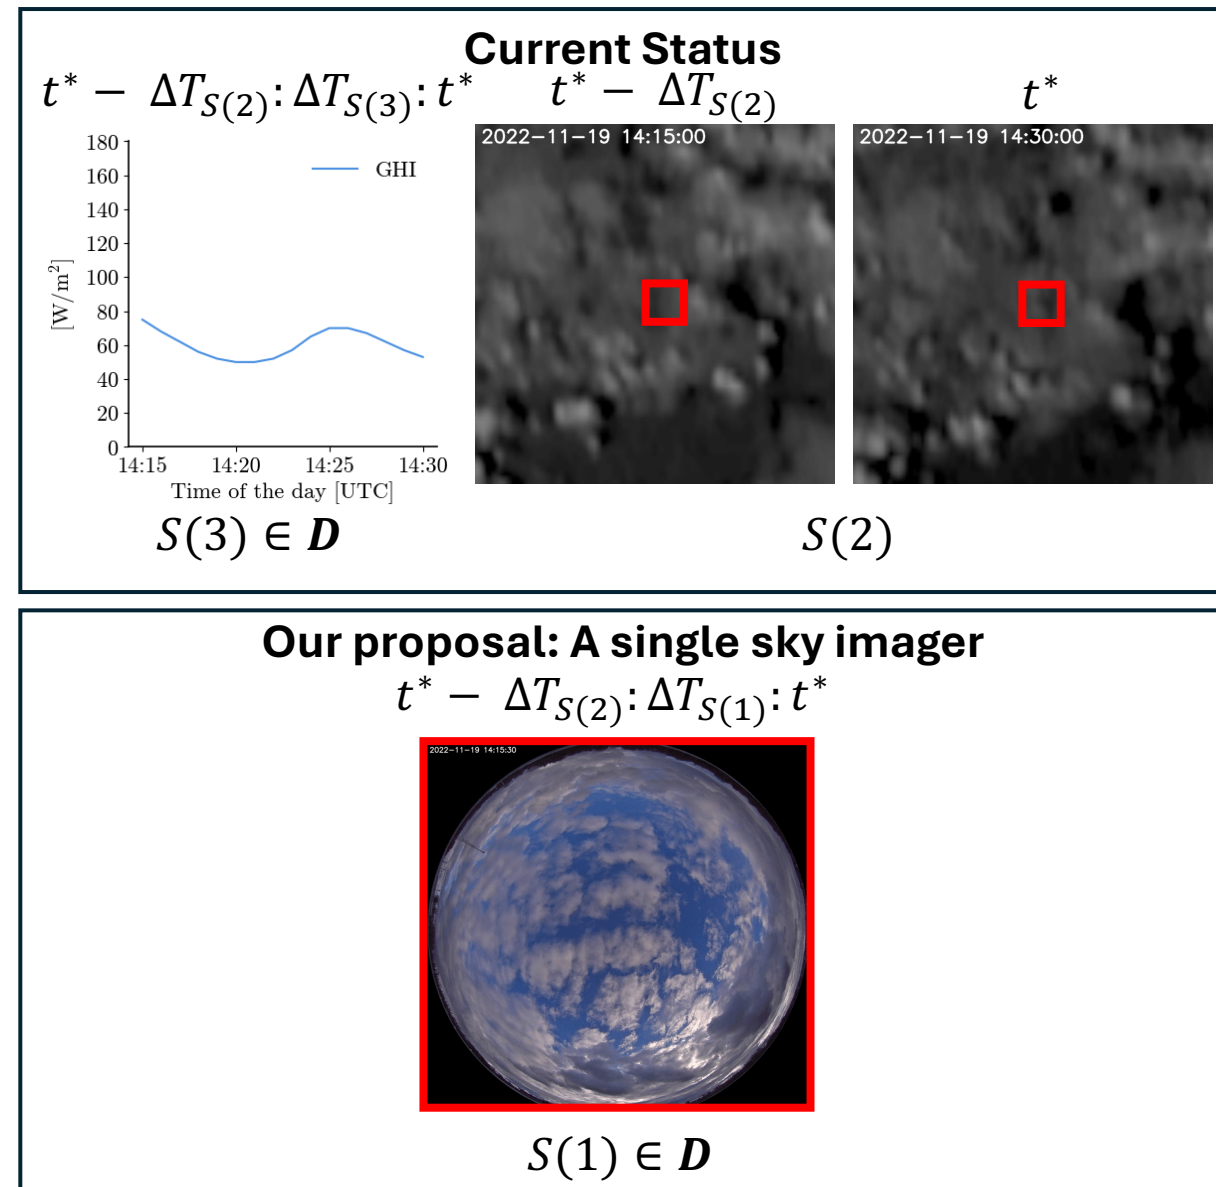 Current Status
t* − ΔT_S(2): ΔT_S(3): t*
t* − ΔT_S(2)
t*
180
160
140
120
100
80
60
40
20
0
[W/m²]
GHI
14:15 14:20 14:25 14:30
Time of the day [UTC]
2022−11−19 14:15:00
2022−11−19 14:30:00
S(3) ∈ D
S(2)
Our proposal: A single sky imager
t* − ΔT_S(2): ΔT_S(1): t*
2022−11−19 14:15:30
S(1) ∈ D